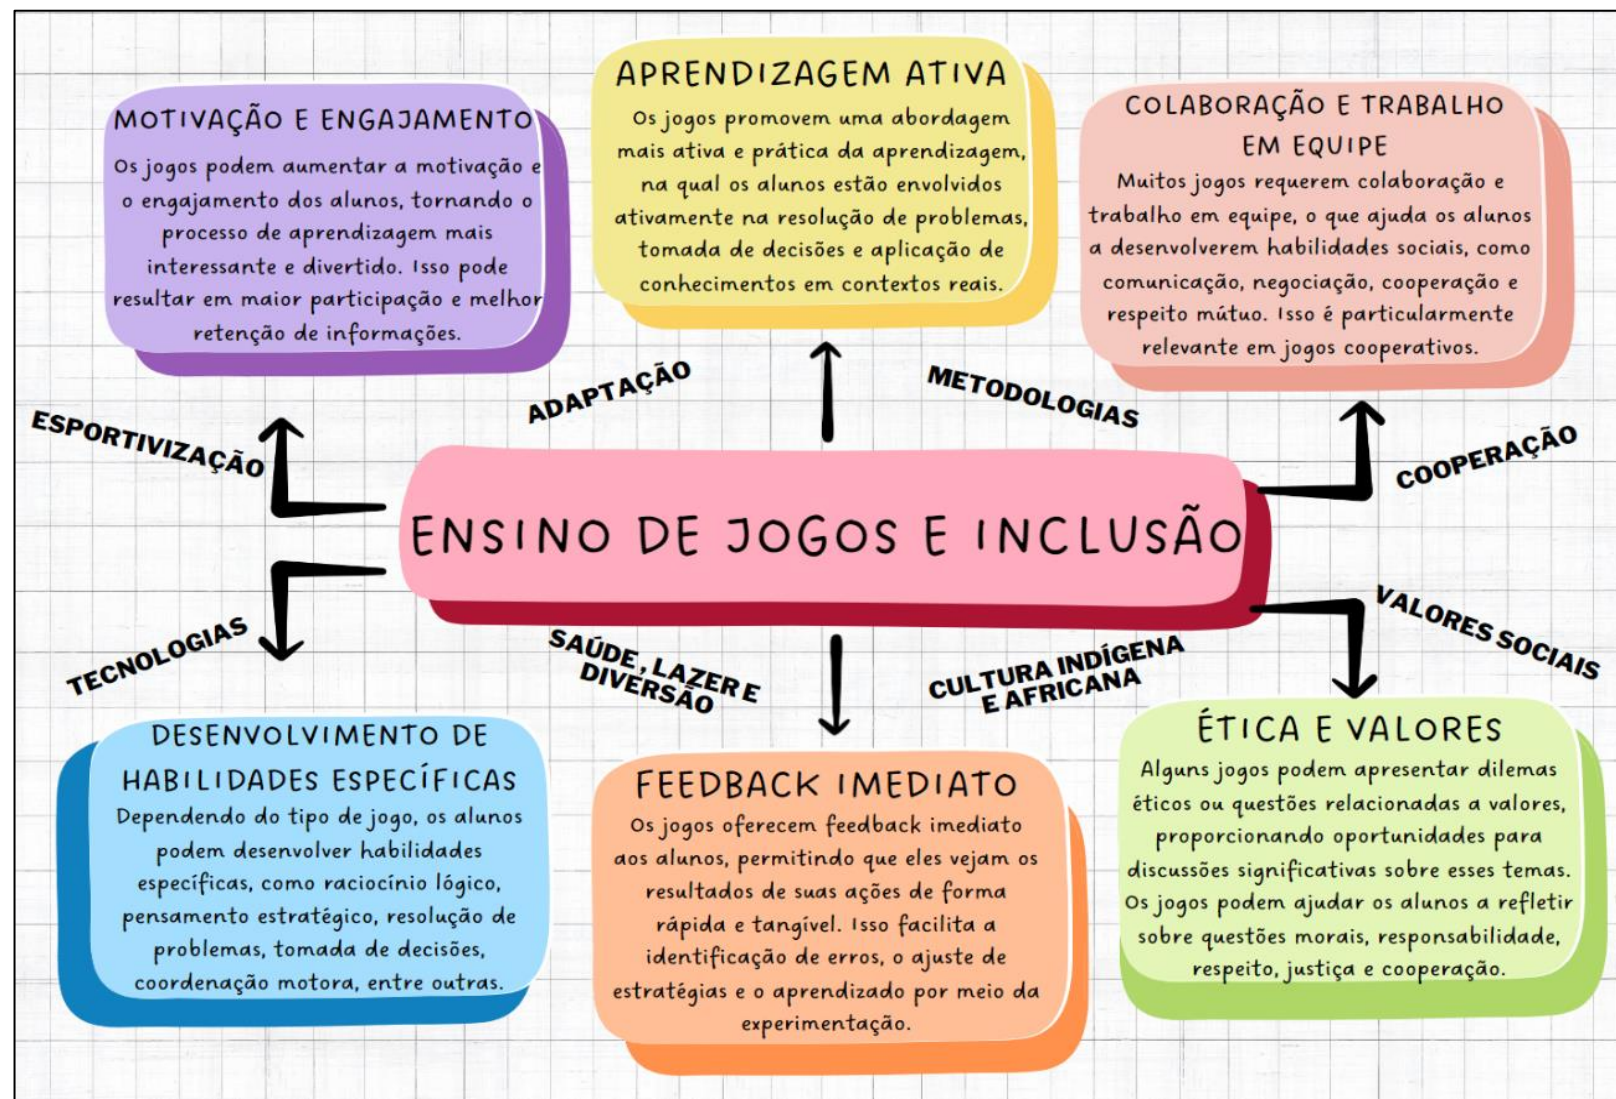 MOTIVAÇÃO E ENGAJAMENTO
Os jogos podem aumentar a motivação e
o engajamento dos alunos, tornando o
processo de aprendizagem mais
interessante e divertido. Isso pode
resultar em maior participação e melhor
retenção de informações.
APRENDIZAGEM ATIVA
Os jogos promovem uma abordagem
mais ativa e prática da aprendizagem,
na qual os alunos estão envolvidos
ativamente na resolução de problemas,
tomada de decisões e aplicação de
conhecimentos em contextos reais.
COLABORAÇÃO E TRABALHO
EM EQUIPE
Muitos jogos requerem colaboração e
trabalho em equipe, o que ajuda os alunos
a desenvolverem habilidades sociais, como
comunicação, negociação, cooperação e
respeito mútuo. Isso é particularmente
relevante em jogos cooperativos.
ESPORTIVIZAÇÃO
ADAPTAÇÃO
METODOLOGIAS
COOPERAÇÃO
ENSINO DE JOGOS E INCLUSÃO
TECNOLOGIAS
SAÚDE, LAZER E
DIVERSÃO
CULTURA INDÍGENA
E AFRICANA
VALORES SOCIAIS
DESENVOLVIMENTO DE
HABILIDADES ESPECÍFICAS
Dependendo do tipo de jogo, os alunos
podem desenvolver habilidades
específicas, como raciocínio lógico,
pensamento estratégico, resolução de
problemas, tomada de decisões,
coordenação motora, entre outras.
FEEDBACK IMEDIATO
Os jogos oferecem feedback imediato
aos alunos, permitindo que eles vejam os
resultados de suas ações de forma
rápida e tangível. Isso facilita a
identificação de erros, o ajuste de
estratégias e o aprendizado por meio da
experimentação.
ÉTICA E VALORES
Alguns jogos podem apresentar dilemas
éticos ou questões relacionadas a valores,
proporcionando oportunidades para
discussões significativas sobre esses temas.
Os jogos podem ajudar os alunos a refletir
sobre questões morais, responsabilidade,
respeito, justiça e cooperação.